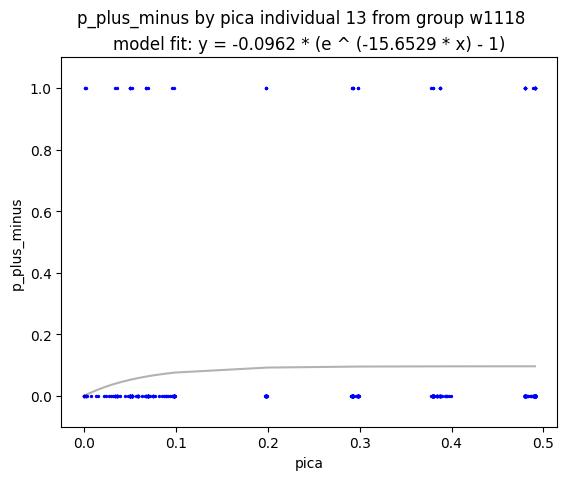 p_plus_minus by pica individual 13 from group w1118
model fit: y = -0.0962 * (e ^ (-15.6529 * x) - 1)
1.0
0.8
0.6
0.4
0.2
0.0
p_plus_minus
0.0 0.1 0.2 0.3 0.4 0.5
pica